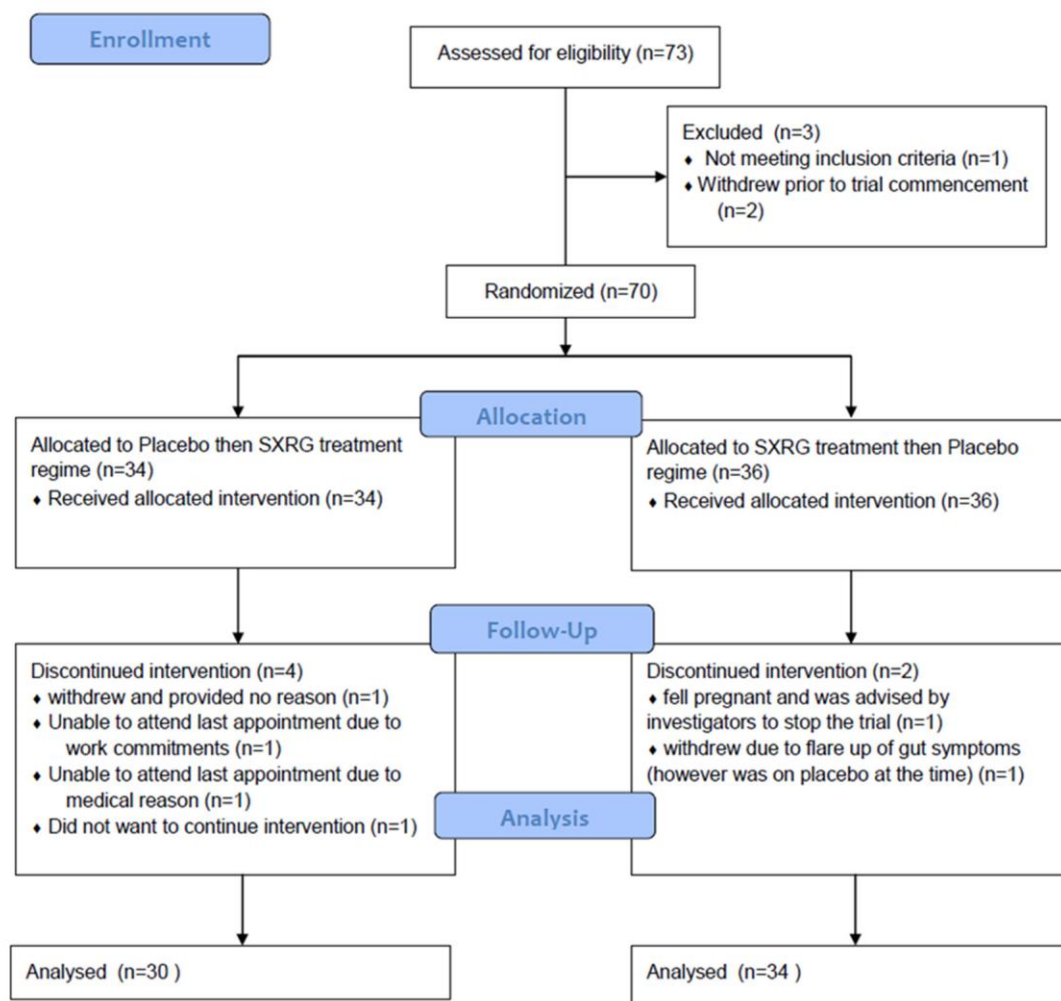 Enrollment
Assessed for eligibility (n=73)
Excluded (n=3)
♦ Not meeting inclusion criteria (n=1)
♦ Withdrew prior to trial commencement
(n=2)
Randomized (n=70)
Allocation
Allocated to Placebo then SXRG treatment
regime (n=34)
♦ Received allocated intervention (n=34)
Allocated to SXRG treatment then Placebo
regime (n=36)
♦ Received allocated intervention (n=36)
Follow-Up
Discontinued intervention (n=4)
♦ withdrew and provided no reason (n=1)
♦ Unable to attend last appointment due to
work commitments (n=1)
♦ Unable to attend last appointment due to
medical reason (n=1)
♦ Did not want to continue intervention (n=1)
Discontinued intervention (n=2)
♦ fell pregnant and was advised by
investigators to stop the trial (n=1)
♦ withdrew due to flare up of gut symptoms
(however was on placebo at the time) (n=1)
Analysis
Analysed (n=30 )
Analysed (n=34 )